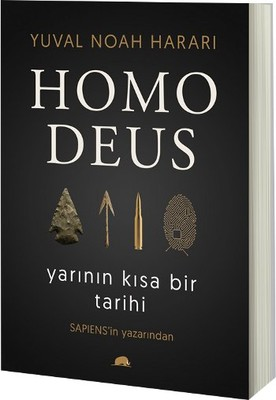 YUVAL NOAH HARARI
HOMO
DEUS
yarının kısa bir
tarihi
SAPIENS'in yazarından